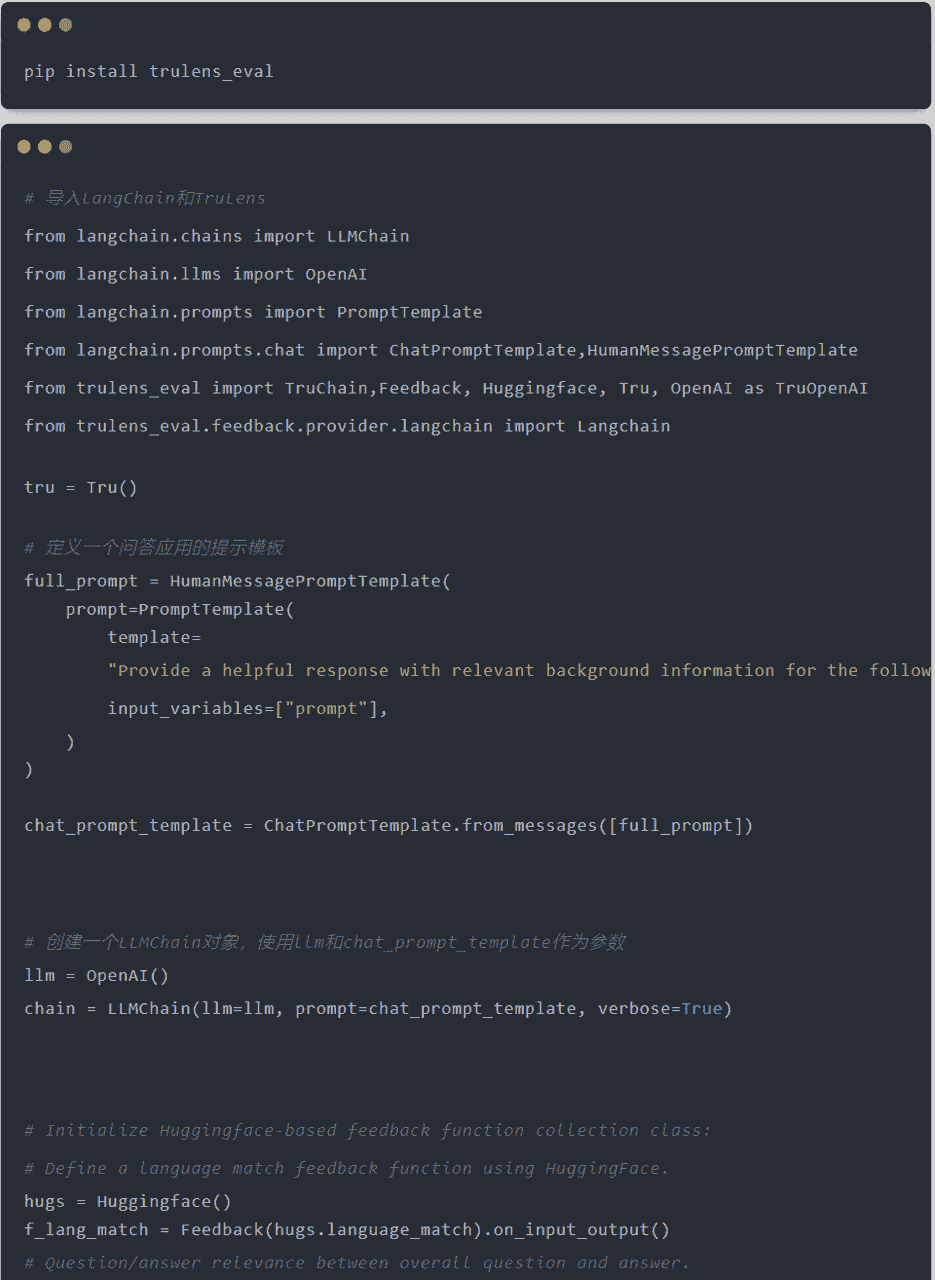 pip install trulens_eval
# 导入LangChain和TruLens
from langchain.chains import LLMChain
from langchain.llms import OpenAI
from langchain.prompts import PromptTemplate
from langchain.prompts.chat import ChatPromptTemplate,HumanMessagePromptTemplate
from trulens_eval import TruChain,Feedback, Huggingface, Tru, OpenAI as TruOpenAI
from trulens_eval.feedback.provider.langchain import Langchain
tru = Tru()
# 定义一个问答应用的提示模板
full_prompt = HumanMessagePromptTemplate(
    prompt=PromptTemplate(
        template=
        "Provide a helpful response with relevant background information for the follow
        input_variables=["prompt"],
    )
)
chat_prompt_template = ChatPromptTemplate.from_messages([full_prompt])
# 创建一个LLMChain对象，使用llm和chat_prompt_template作为参数
llm = OpenAI()
chain = LLMChain(llm=llm, prompt=chat_prompt_template, verbose=True)
# Initialize Huggingface-based feedback function collection class:
# Define a language match feedback function using HuggingFace.
hugs = Huggingface()
f_lang_match = Feedback(hugs.language_match).on_input_output()
# Question/answer relevance between overall question and answer.